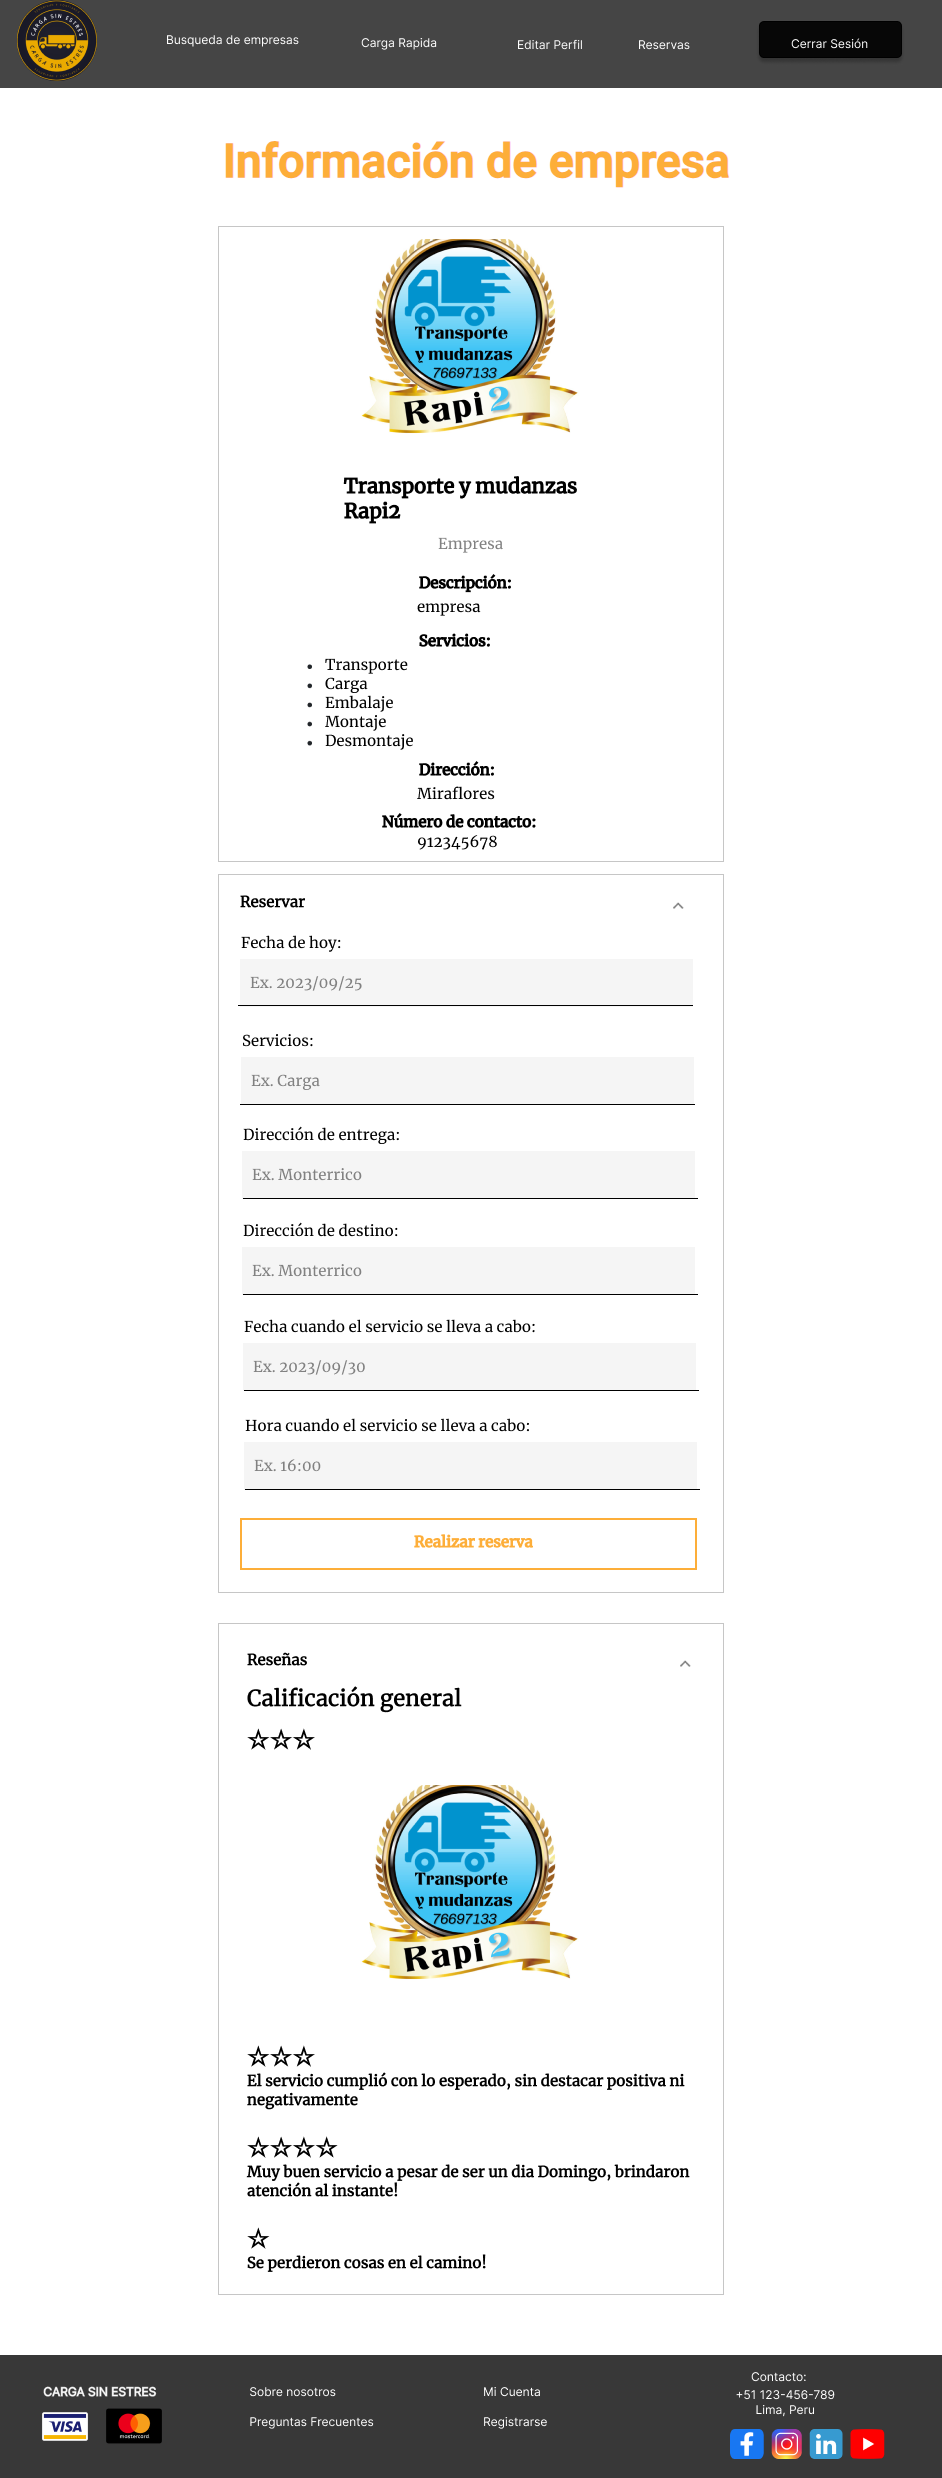 CARGA SIN ESTRES
CARGA SIN ESTRES
Busqueda de empresas
Carga Rapida
Editar Perfil
Reservas
Cerrar Sesión
Información de empresa
Transporte
y mudanzas
76697133
Rapi 2
Transporte y mudanzas
Rapi2
Empresa
Descripción:
empresa
Servicios:
Transporte
Carga
Embalaje
Montaje
Desmontaje
Dirección:
Miraflores
Número de contacto:
912345678
Reservar
Fecha de hoy:
Ex. 2023/09/25
Servicios:
Ex. Carga
Dirección de entrega:
Ex. Monterrico
Dirección de destino:
Ex. Monterrico
Fecha cuando el servicio se lleva a cabo:
Ex. 2023/09/30
Hora cuando el servicio se lleva a cabo:
Ex. 16:00
Realizar reserva
Reseñas
Calificación general
Transporte
y mudanzas
76697133
Rapi 2
El servicio cumplió con lo esperado, sin destacar positiva ni
negativamente
Muy buen servicio a pesar de ser un dia Domingo, brindaron
atención al instante!
Se perdieron cosas en el camino!
CARGA SIN ESTRES
VISA
mastercard
Sobre nosotros
Preguntas Frecuentes
Mi Cuenta
Registrarse
Contacto:
+51 123-456-789
Lima, Peru